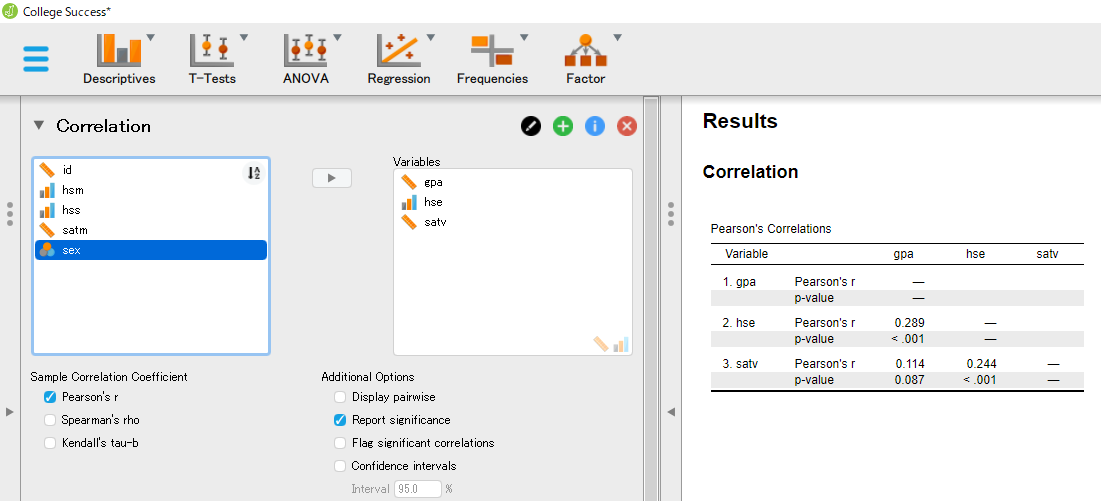 College Success*
Descriptives T-Tests ANOVA Regression Frequencies Factor
Correlation
id
hsm
hss
satm
sex
Variables
gpa
hse
satv
Sample Correlation Coefficient
Pearson's r
Spearman's rho
Kendall's tau-b
Additional Options
Display pairwise
Report significance
Flag significant correlations
Confidence intervals
Interval 95.0 %
Results
Correlation
Pearson's Correlations
Variable gpa hse satv
1. gpa Pearson's r —
p-value —
2. hse Pearson's r 0.289 —
p-value < .001 —
3. satv Pearson's r 0.114 0.244 —
p-value 0.087 < .001 —